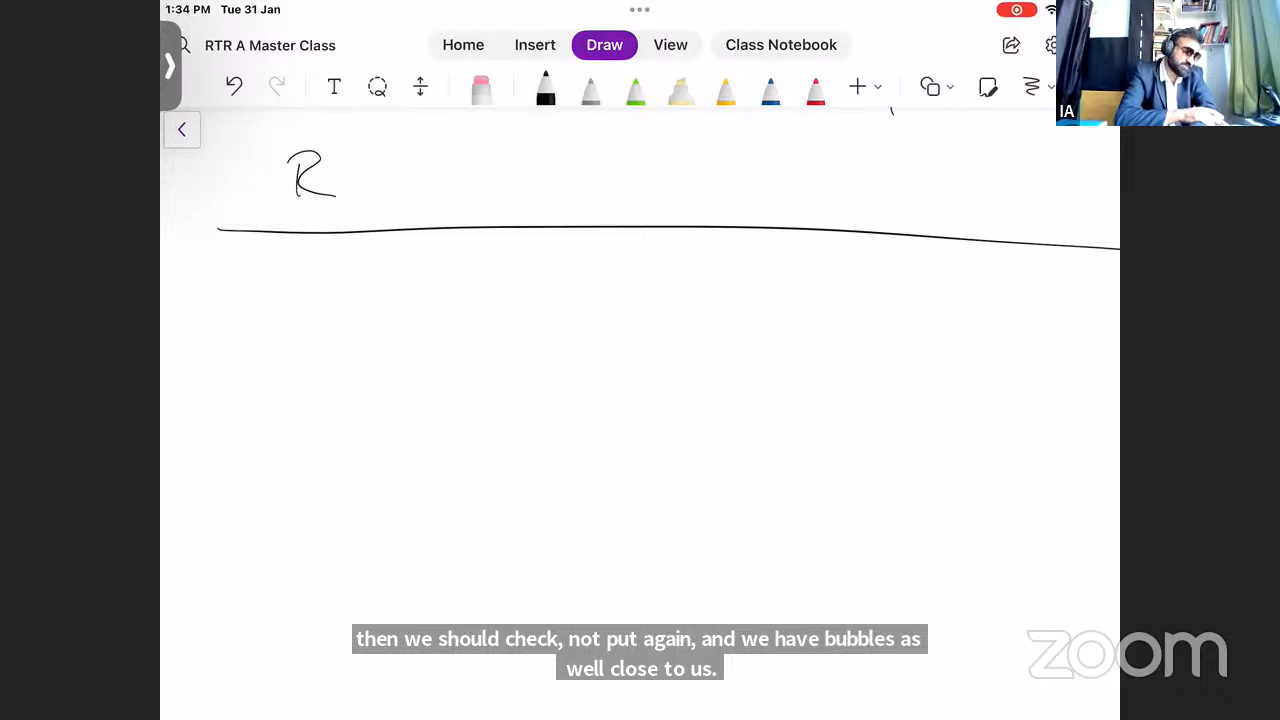 1:34 PM Tue 31 Jan
RTR A Master Class
Home Insert Draw View Class Notebook
T
IA
R
then we should check, not put again, and we have bubbles as
well close to us.
zoom